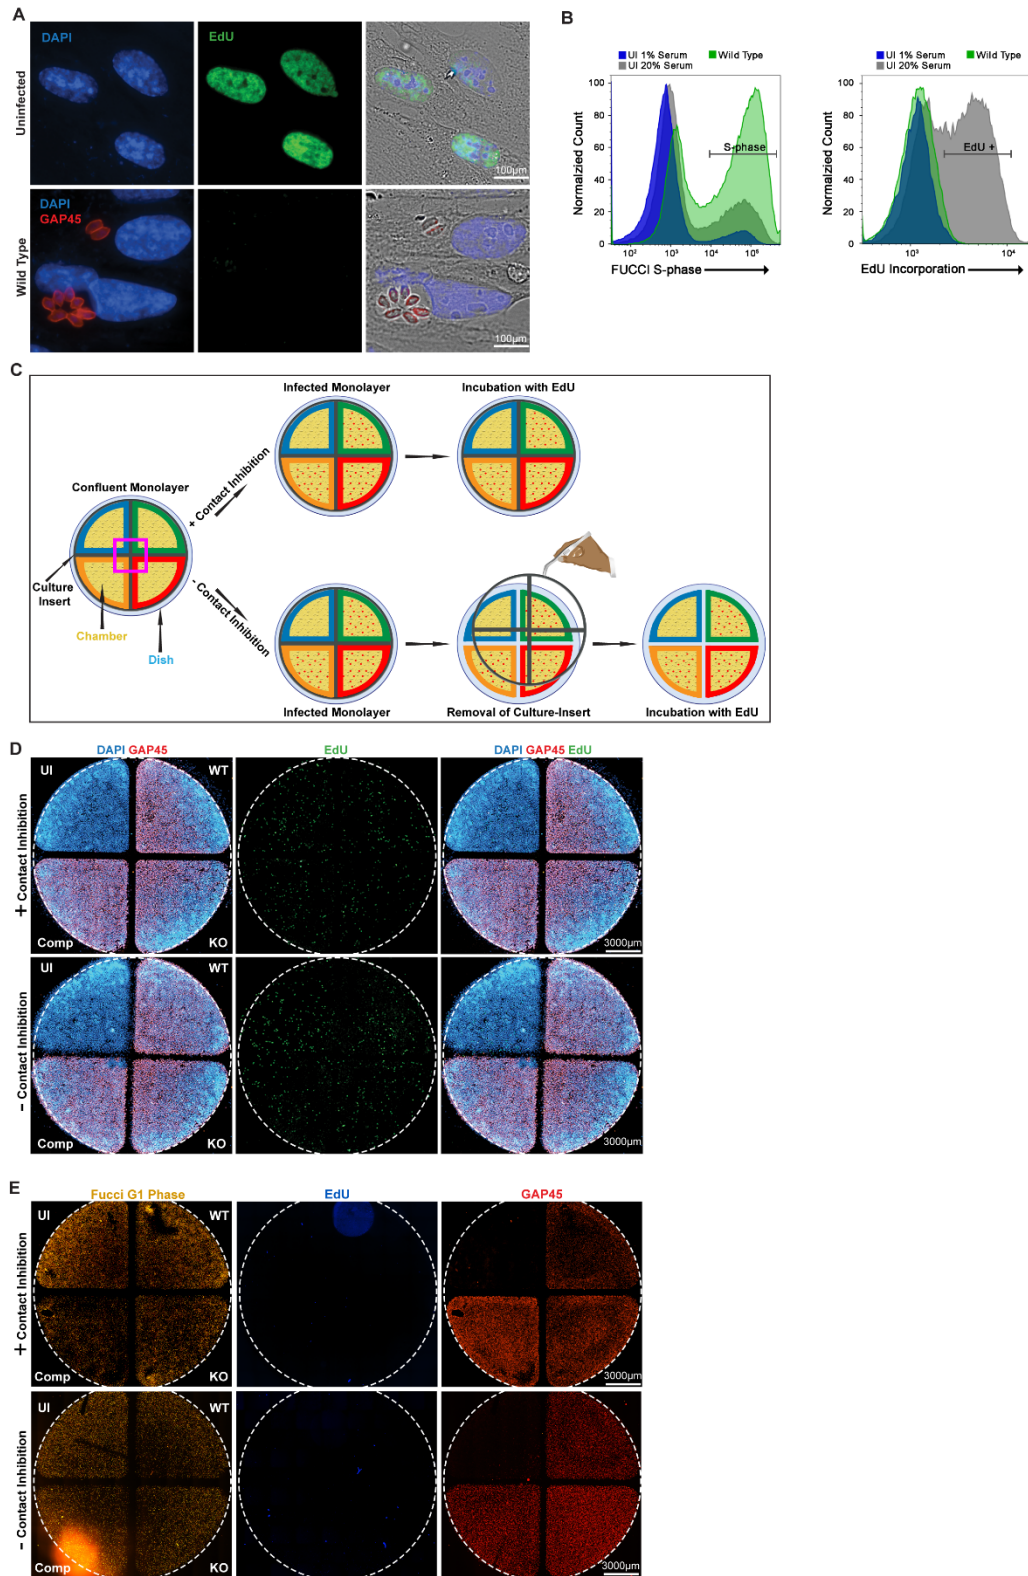 A
DAPI
EdU
Uninfected
100µm
DAPI
GAP45
Wild Type
100µm
B
UI 1% Serum
Wild Type
UI 20% Serum
Normalzied Count
100
80
60
40
20
0
S-phase
0
10³
10⁴
10⁵
FUCCI S-phase
UI 1% Serum
Wild Type
UI 20% Serum
Normalized Count
100
80
60
40
20
0
EdU +
10³
10⁴
EdU Incorporation
C
Infected Monolayer
Incubation with EdU
Confluent Monolayer
+ Contact Inhibition
- Contact Inhibition
Culture
Insert
Chamber
Dish
Infected Monolayer
Removal of Culture-Insert
Incubation with EdU
D
DAPI GAP45
EdU
DAPI GAP45 EdU
+ Contact Inhibition
UI
WT
Comp
KO
3000µm
- Contact Inhibition
UI
WT
Comp
KO
3000µm
E
Fucci G1 Phase
EdU
GAP45
+ Contact Inhibition
UI
WT
Comp
KO
3000µm
- Contact Inhibition
UI
WT
Comp
KO
3000µm